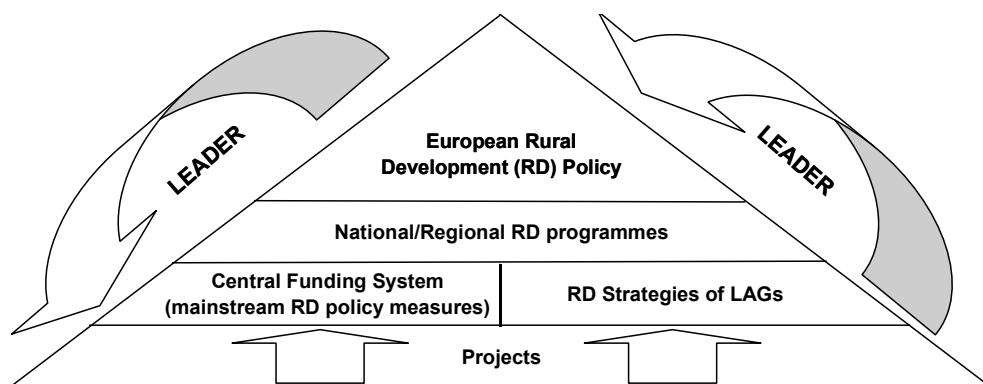 LEADER
LEADER
European Rural
Development (RD) Policy
National/Regional RD programmes
Central Funding System
(mainstream RD policy measures)
RD Strategies of LAGs
Projects